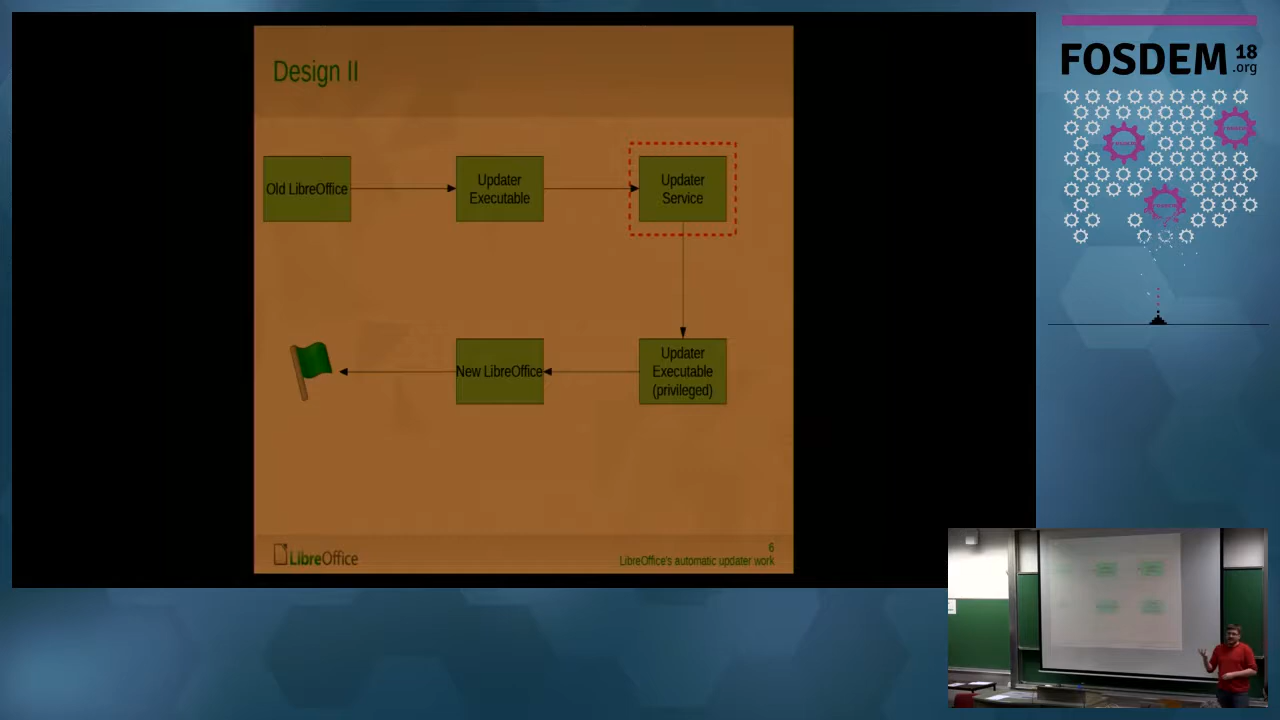 Design II
Old LibreOffice
Updater
Executable
Updater
Service
New LibreOffice
Updater
Executable
(privileged)
LibreOffice
6
LibreOffice's automatic updater work
FOSDEM 18
.org